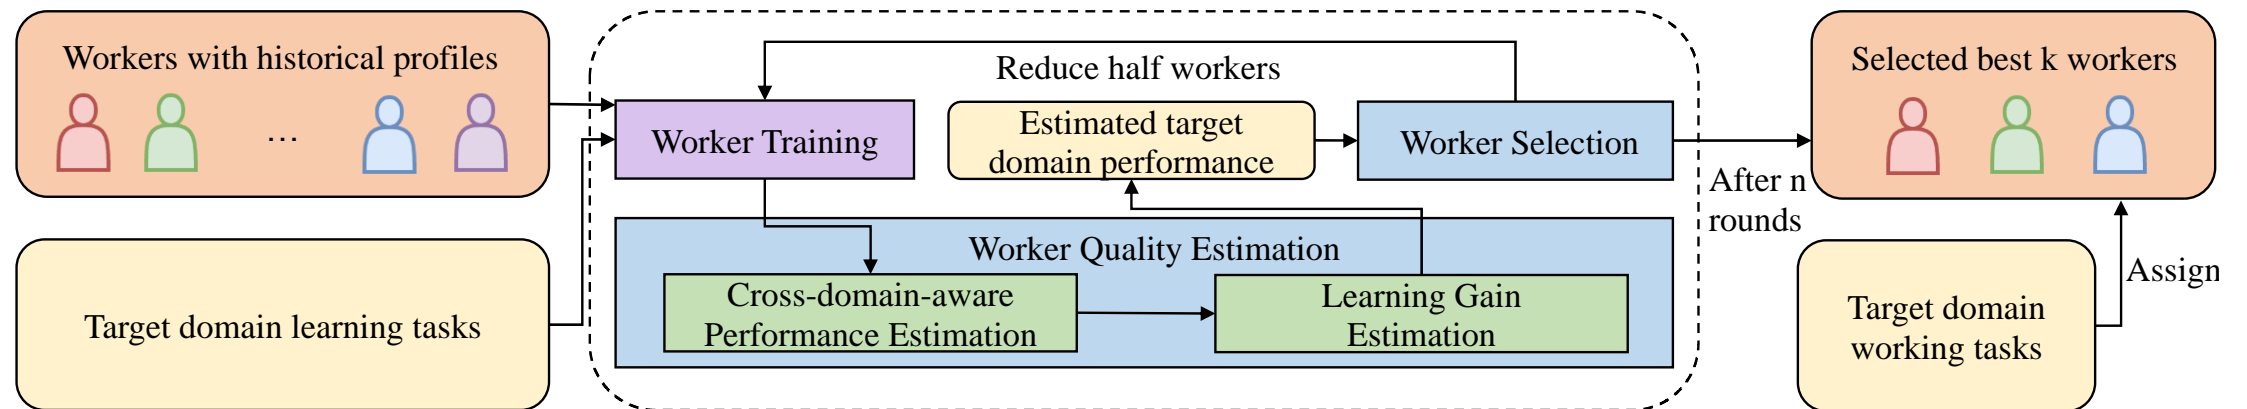 Workers with historical profiles
...
Target domain learning tasks
Reduce half workers
Worker Training
Estimated target
domain performance
Worker Selection
Worker Quality Estimation
Cross-domain-aware
Performance Estimation
Learning Gain
Estimation
After n
rounds
Selected best k workers
Assign
Target domain
working tasks